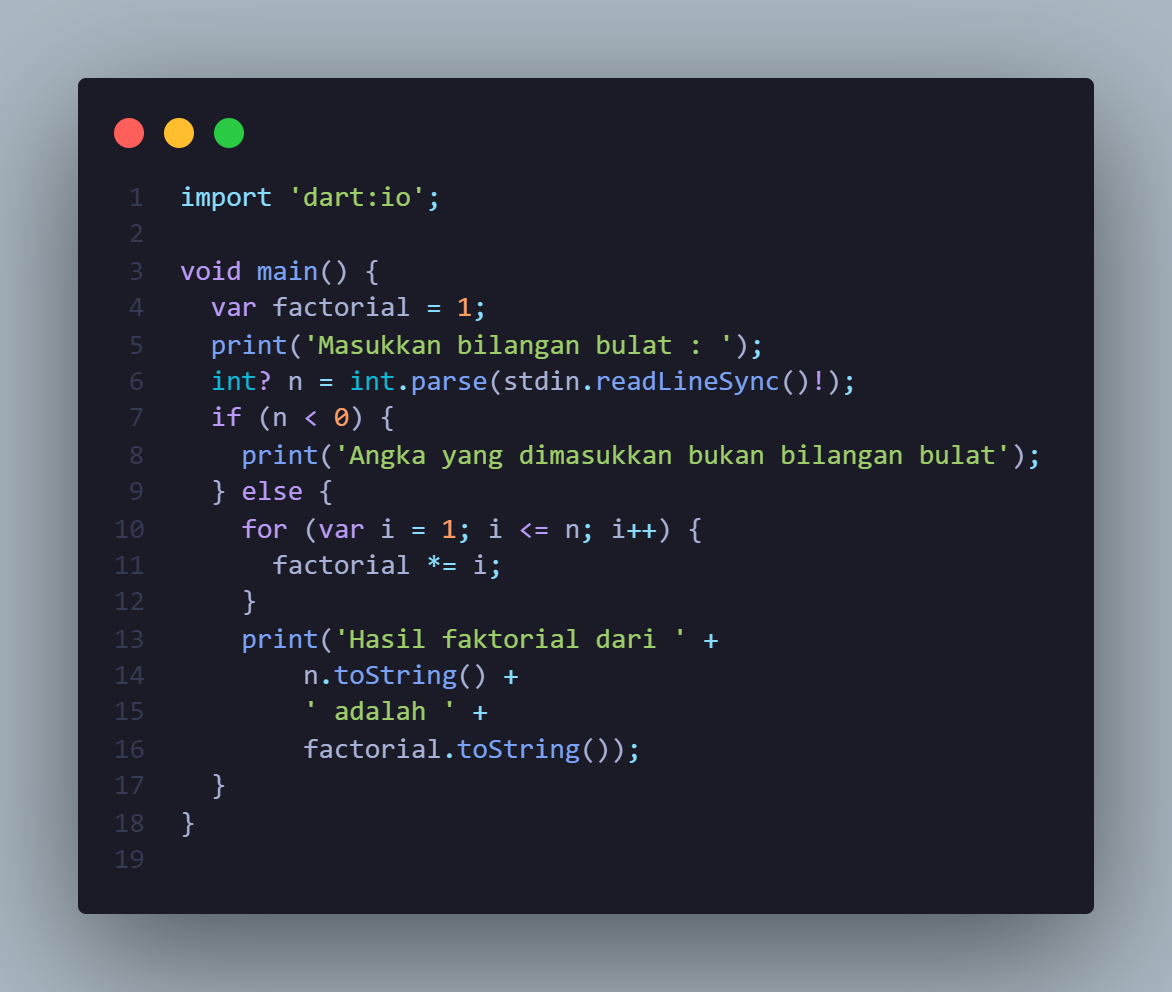 1 import 'dart:io';
2
3 void main() {
4   var factorial = 1;
5   print('Masukkan bilangan bulat : ');
6   int? n = int.parse(stdin.readLineSync()!);
7   if (n < 0) {
8     print('Angka yang dimasukkan bukan bilangan bulat');
9   } else {
10     for (var i = 1; i <= n; i++) {
11       factorial *= i;
12     }
13     print('Hasil faktorial dari ' +
14         n.toString() +
15         ' adalah ' +
16         factorial.toString());
17   }
18 }
19